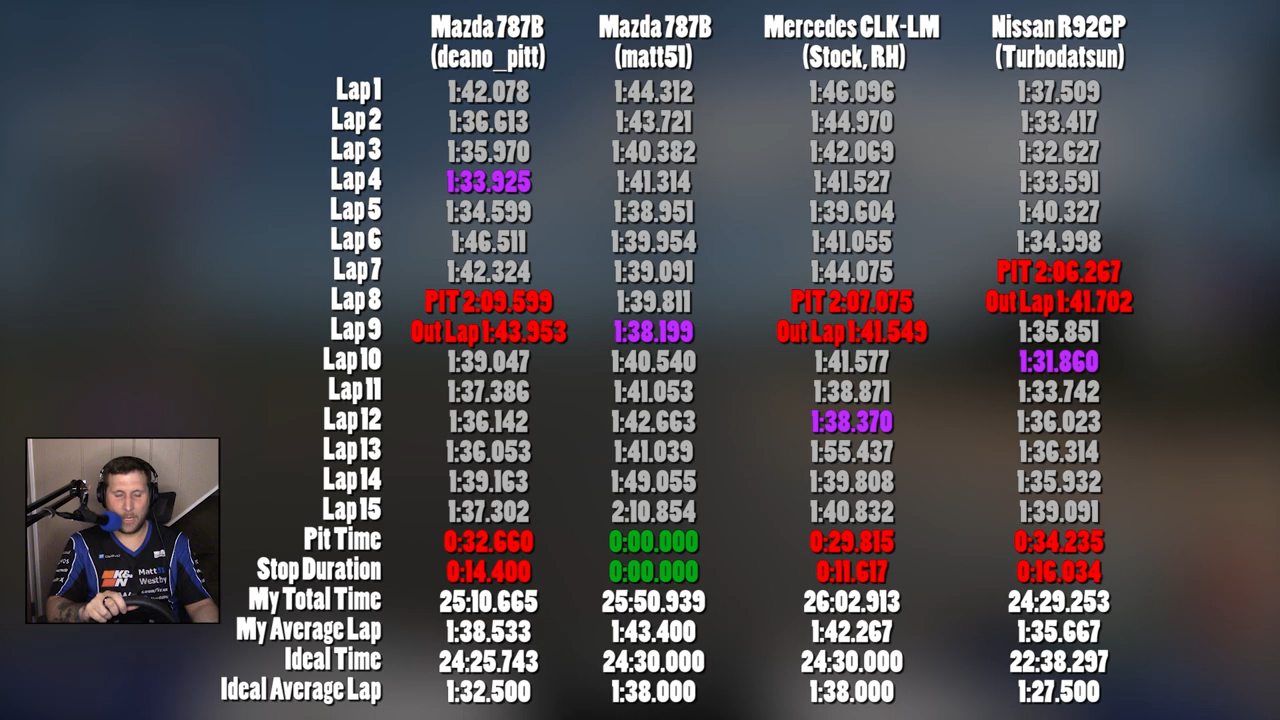 Mazda 787B Mazda 787B Mercedes CLK-LM Nissan R92CP
(deano_pitt) (matt51) (Stock, RH) (Turbodatsun)
Lap 1 1:42.078 1:44.312 1:46.096 1:37.509
Lap 2 1:36.613 1:43.721 1:44.970 1:33.417
Lap 3 1:35.970 1:40.382 1:42.069 1:32.627
Lap 4 1:33.925 1:41.314 1:41.527 1:33.591
Lap 5 1:34.599 1:38.951 1:39.604 1:40.327
Lap 6 1:46.511 1:39.954 1:41.055 1:34.998
Lap 7 1:42.324 1:39.091 1:44.075 PIT 2:06.267
Lap 8 PIT 2:09.599 1:39.811 PIT 2:07.075 Out Lap 1:41.702
Lap 9 Out Lap 1:43.953 1:38.199 Out Lap 1:41.549 1:35.851
Lap 10 1:39.047 1:40.540 1:41.577 1:31.860
Lap 11 1:37.386 1:41.053 1:38.871 1:33.742
Lap 12 1:36.142 1:42.663 1:38.370 1:36.023
Lap 13 1:36.053 1:41.039 1:55.437 1:36.314
Lap 14 1:39.163 1:49.055 1:39.808 1:35.932
Lap 15 1:37.302 2:10.854 1:40.832 1:39.091
Pit Time 0:32.660 0:00.000 0:29.815 0:34.235
Stop Duration 0:14.400 0:00.000 0:11.617 0:16.034
My Total Time 25:10.665 25:50.939 26:02.913 24:29.253
My Average Lap 1:38.533 1:43.400 1:42.267 1:35.667
Ideal Time 24:25.743 24:30.000 24:30.000 22:38.297
Ideal Average Lap 1:32.500 1:38.000 1:38.000 1:27.500
K&N
Matt
Westby